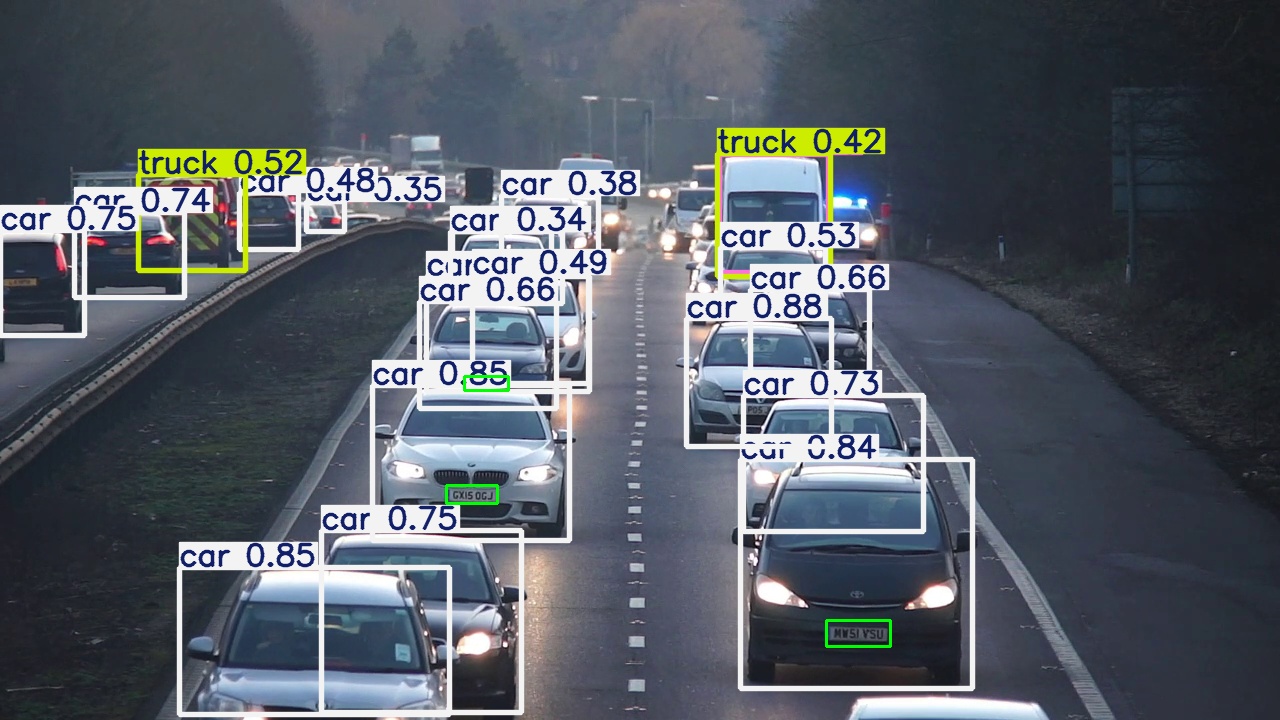 truck 0.42
truck 0.52
car 0.48
0.35
car 0.38
car 0.74
car 0.75
car 0.34
car 0.53
car 0.49
car 0.66
car 0.66
car 0.88
car 0.85
car 0.73
car 0.84
GX15 OGJ
car 0.75
car 0.85
MW51 VSU